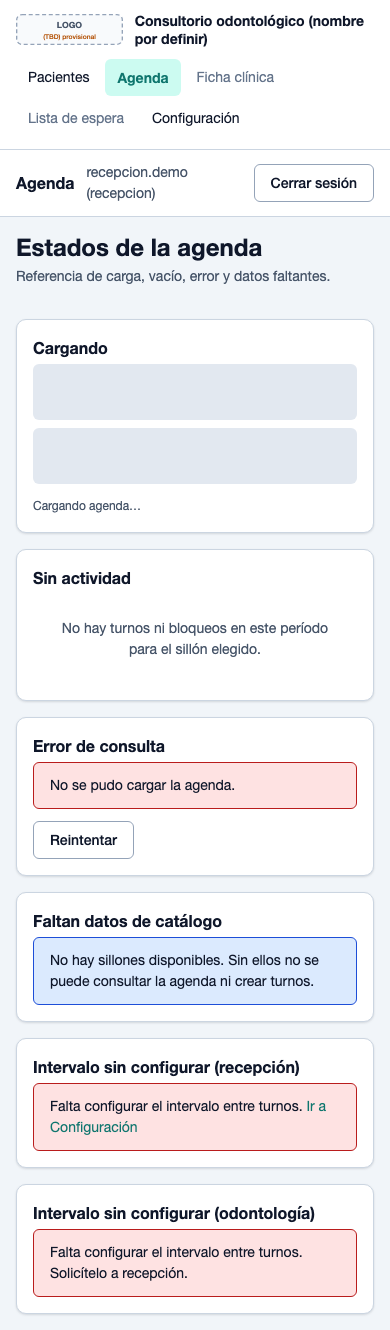 LOGO
(TBD) provisional
Consultorio odontológico (nombre
por definir)
Pacientes
Agenda
Ficha clínica
Lista de espera
Configuración
Agenda
recepcion.demo
(recepcion)
Cerrar sesión
Estados de la agenda
Referencia de carga, vacío, error y datos faltantes.
Cargando
Cargando agenda…
Sin actividad
No hay turnos ni bloqueos en este período
para el sillón elegido.
Error de consulta
No se pudo cargar la agenda.
Reintentar
Faltan datos de catálogo
No hay sillones disponibles. Sin ellos no se
puede consultar la agenda ni crear turnos.
Intervalo sin configurar (recepción)
Falta configurar el intervalo entre turnos. Ir a
Configuración
Intervalo sin configurar (odontología)
Falta configurar el intervalo entre turnos.
Solicítelo a recepción.